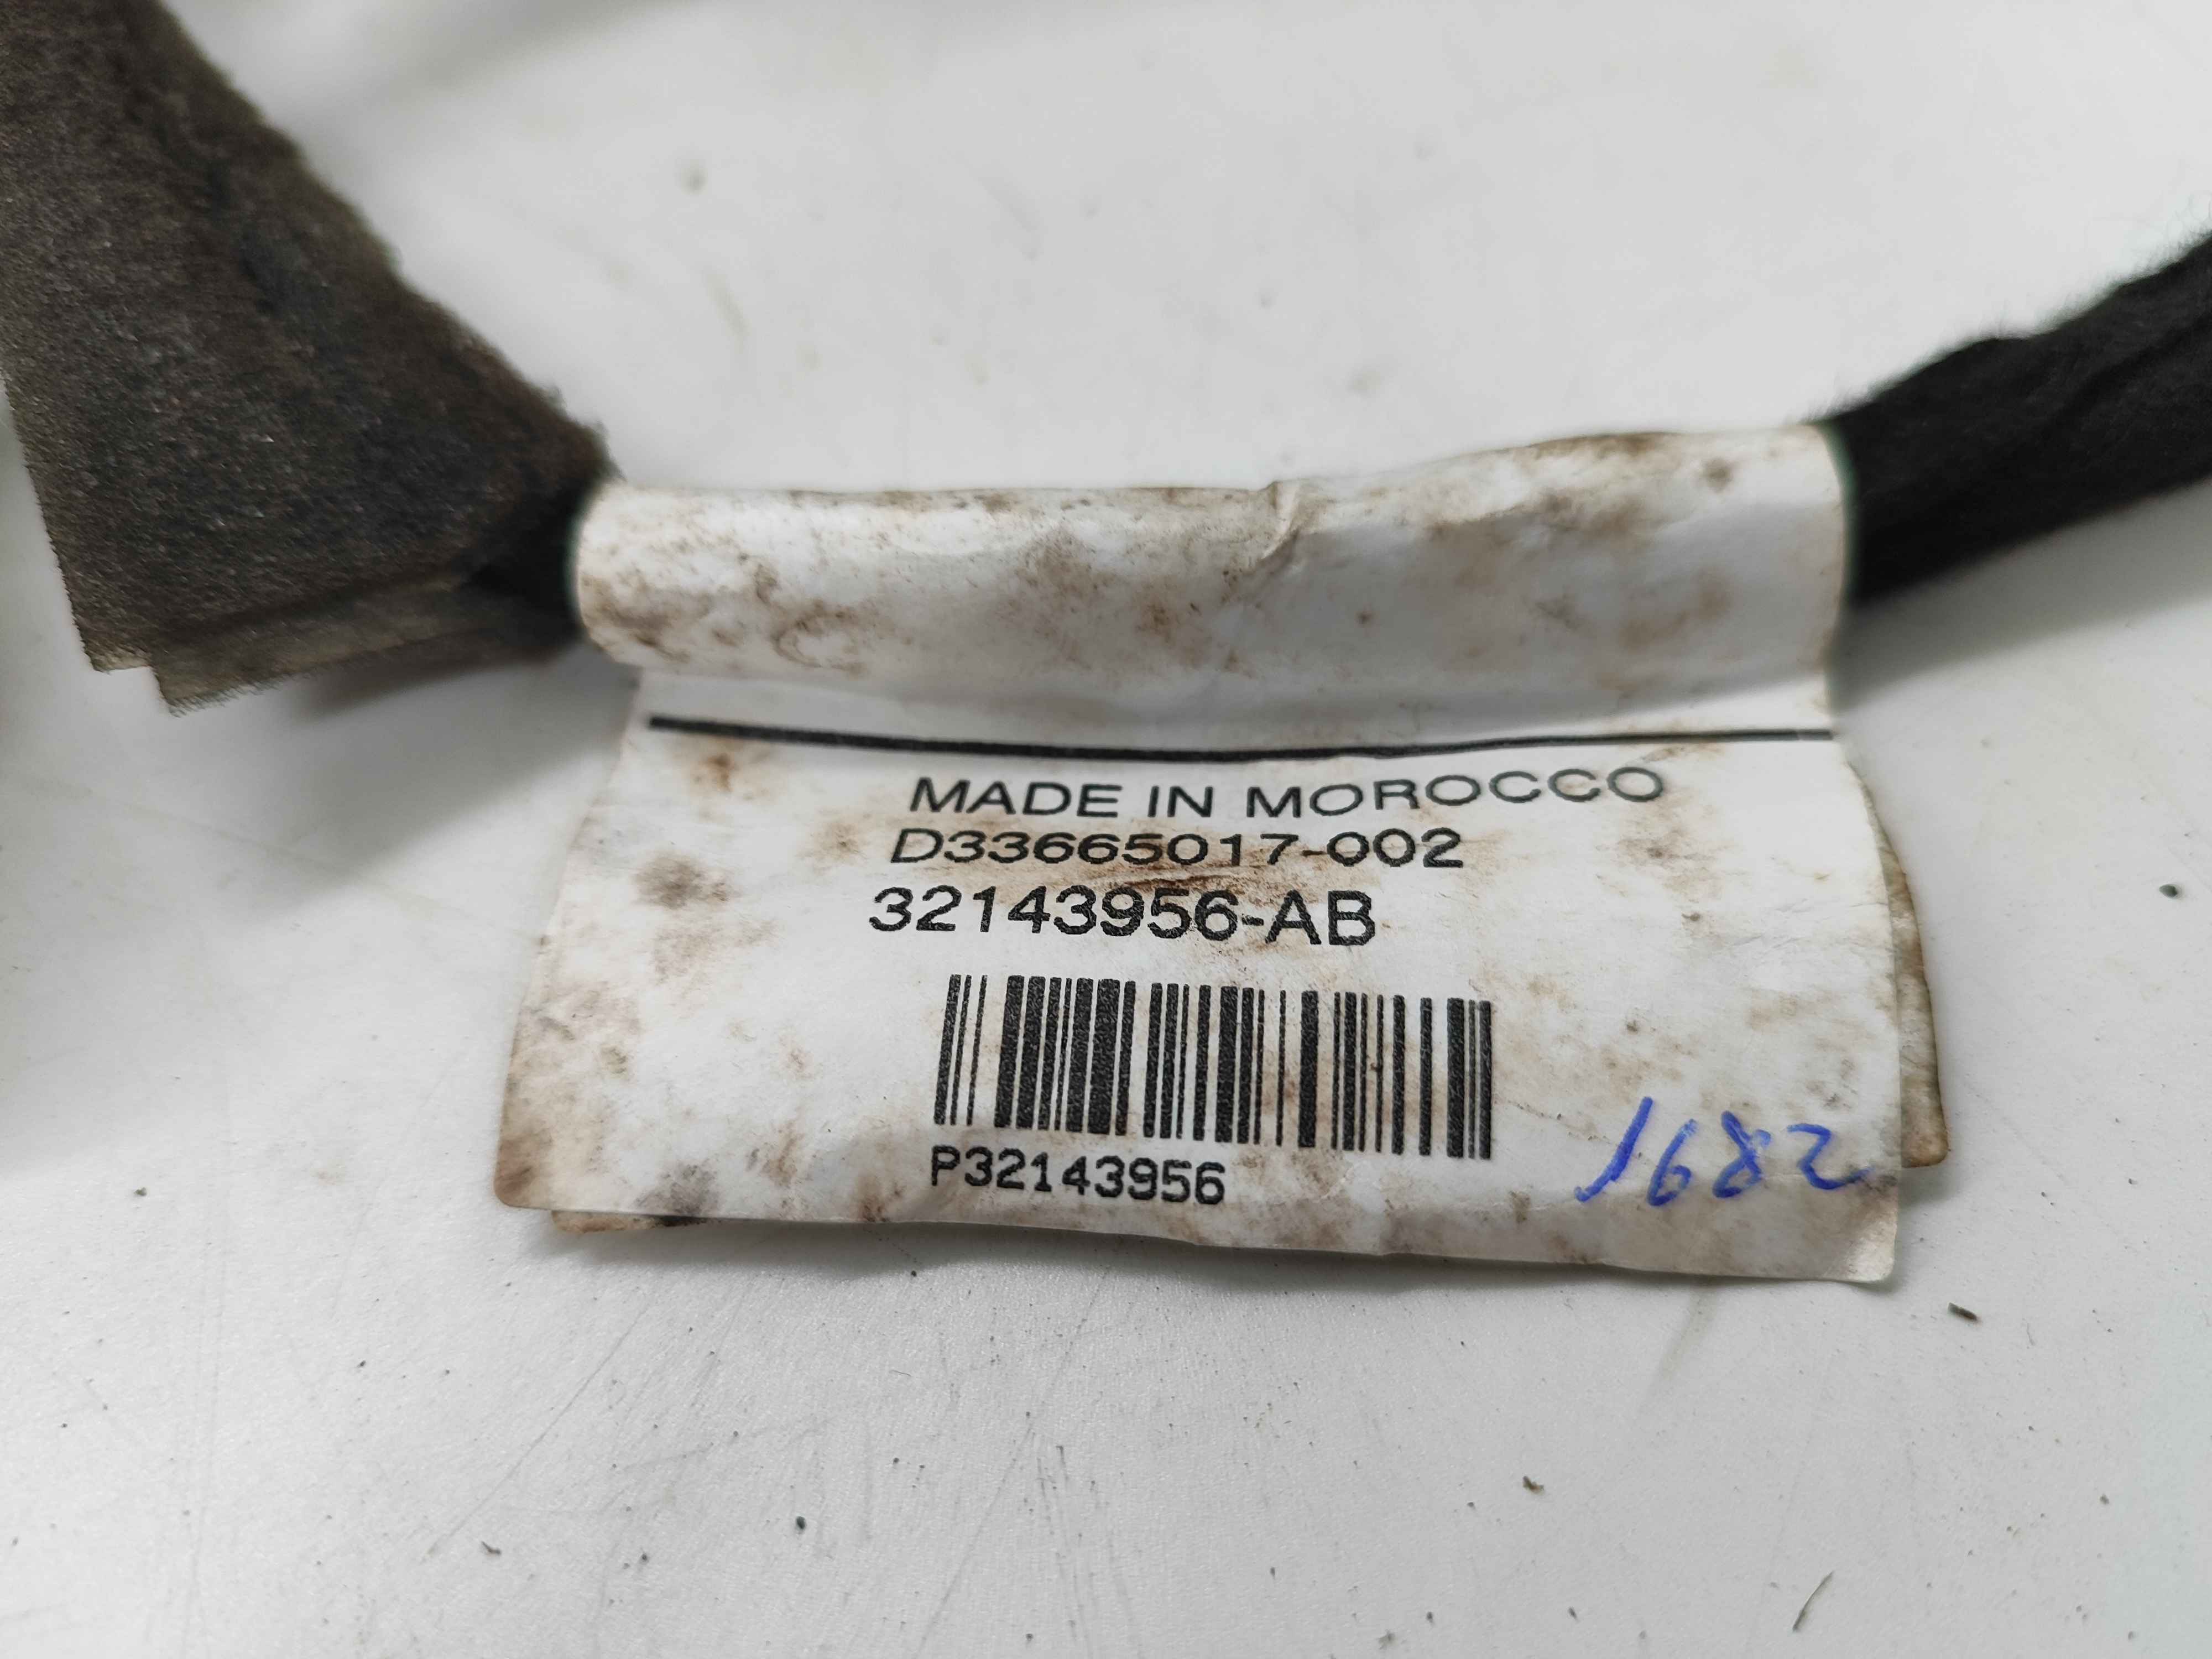 MADE IN MOROCCO
D33665017-002
32143956-AB
P32143956
1682